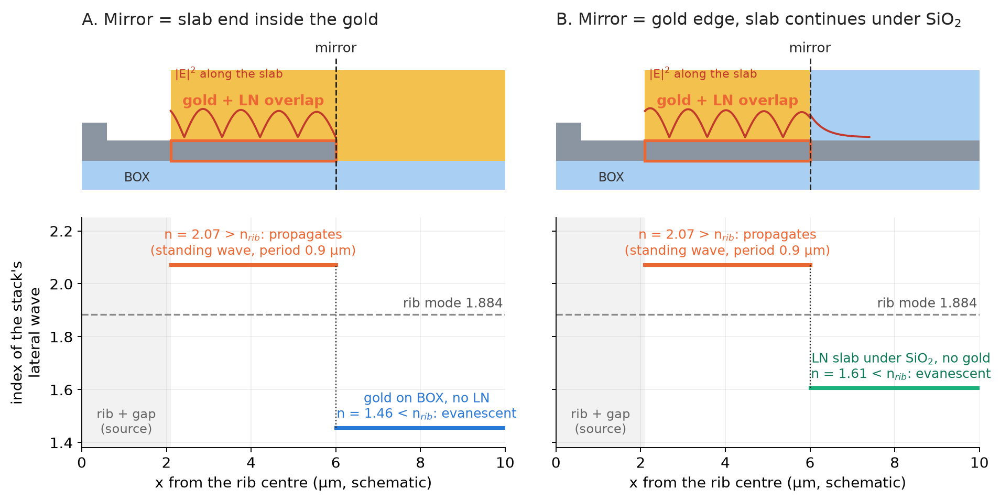 A. Mirror = slab end inside the gold
mirror
|E|² along the slab
gold + LN overlap
BOX
B. Mirror = gold edge, slab continues under SiO₂
mirror
|E|² along the slab
gold + LN overlap
BOX
index of the stack's
lateral wave
2.2
2.0
1.8
1.6
1.4
n = 2.07 > nrib: propagates
(standing wave, period 0.9 µm)
rib mode 1.884
gold on BOX, no LN
n = 1.46 < nrib: evanescent
rib + gap
(source)
0 2 4 6 8 10
x from the rib centre (µm, schematic)
n = 2.07 > nrib: propagates
(standing wave, period 0.9 µm)
rib mode 1.884
LN slab under SiO₂, no gold
n = 1.61 < nrib: evanescent
rib + gap
(source)
0 2 4 6 8 10
x from the rib centre (µm, schematic)